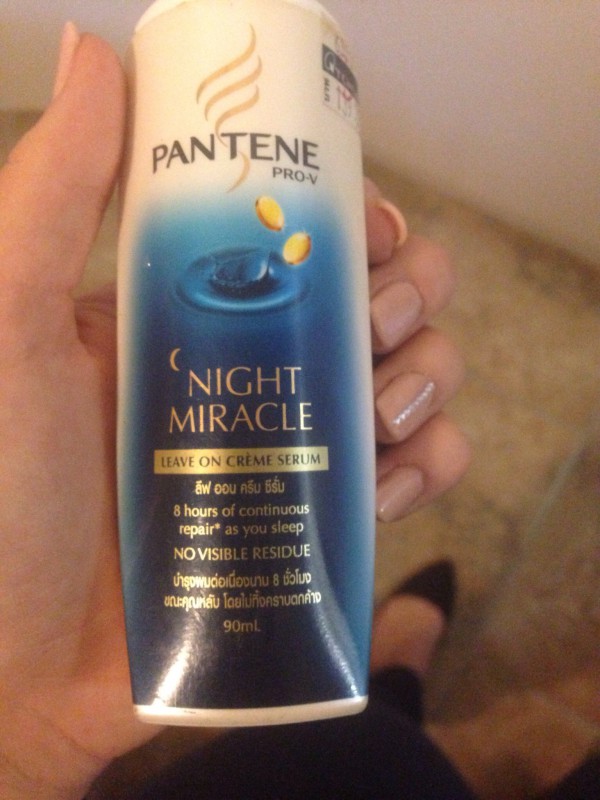 PANTENE
PRO-V
NIGHT
MIRACLE
LEAVE ON CRÈME SERUM
ลีฟ ออน ครีม ซีรั่ม
8 hours of continuous
repair* as you sleep
NO VISIBLE RESIDUE
บำรุงผมต่อเนื่องนาน 8 ชั่วโมง
ขณะคุณหลับ โดยไม่ทิ้งคราบตกค้าง
90ml.